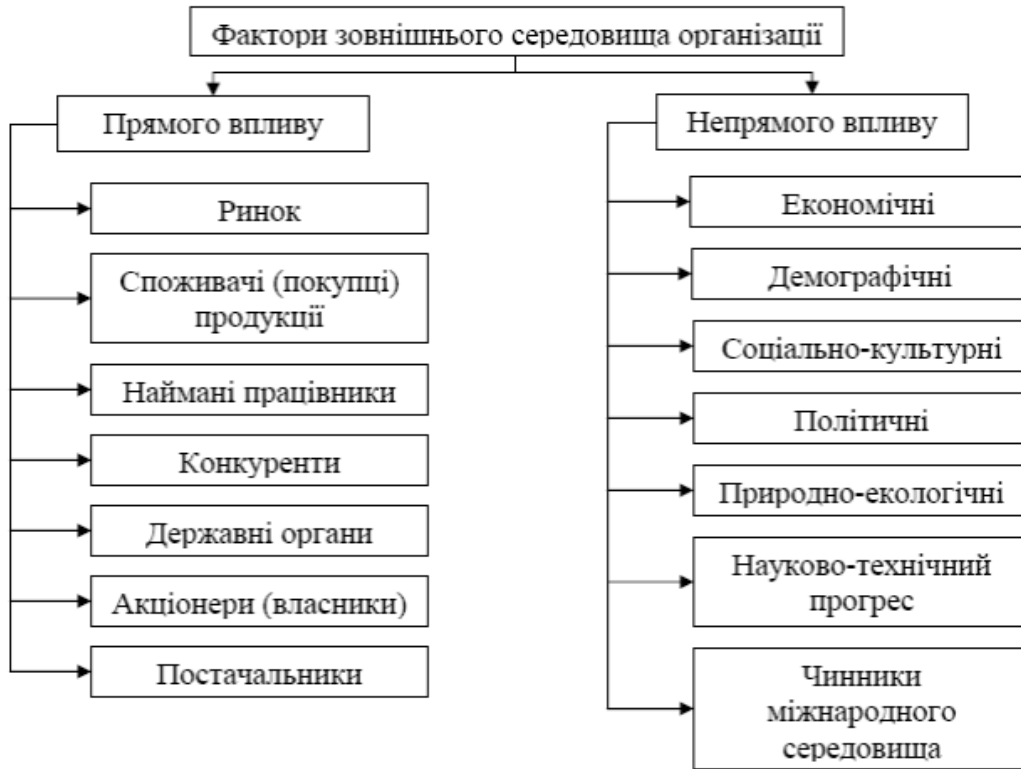 Фактори зовнішнього середовища організації
Прямого впливу
Ринок
Споживачі (покупці)
продукції
Наймані працівники
Конкуренти
Державні органи
Акціонери (власники)
Постачальники
Непрямого впливу
Економічні
Демографічні
Соціально-культурні
Політичні
Природно-екологічні
Науково-технічний
прогрес
Чинники
міжнародного
середовища